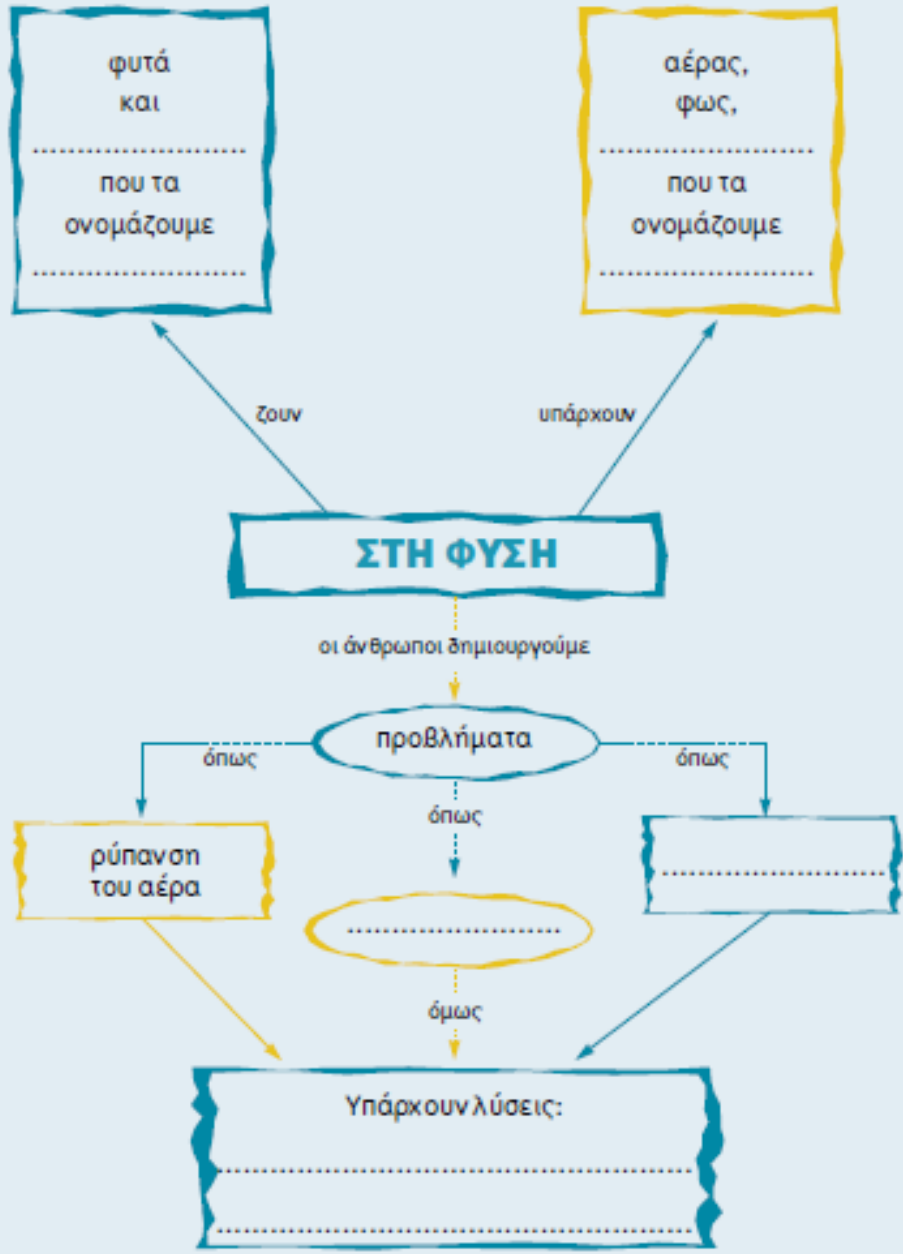 φυτά
και
........................
που τα
ονομάζουμε
........................
αέρας,
φως,
........................
που τα
ονομάζουμε
........................
ζουν
υπάρχουν
ΣΤΗ ΦΥΣΗ
οι άνθρωποι δημιουργούμε
προβλήματα
όπως
όπως
όπως
ρύπανση
του αέρα
........................
........................
όμως
Υπάρχουν λύσεις:
.....................................................
.....................................................